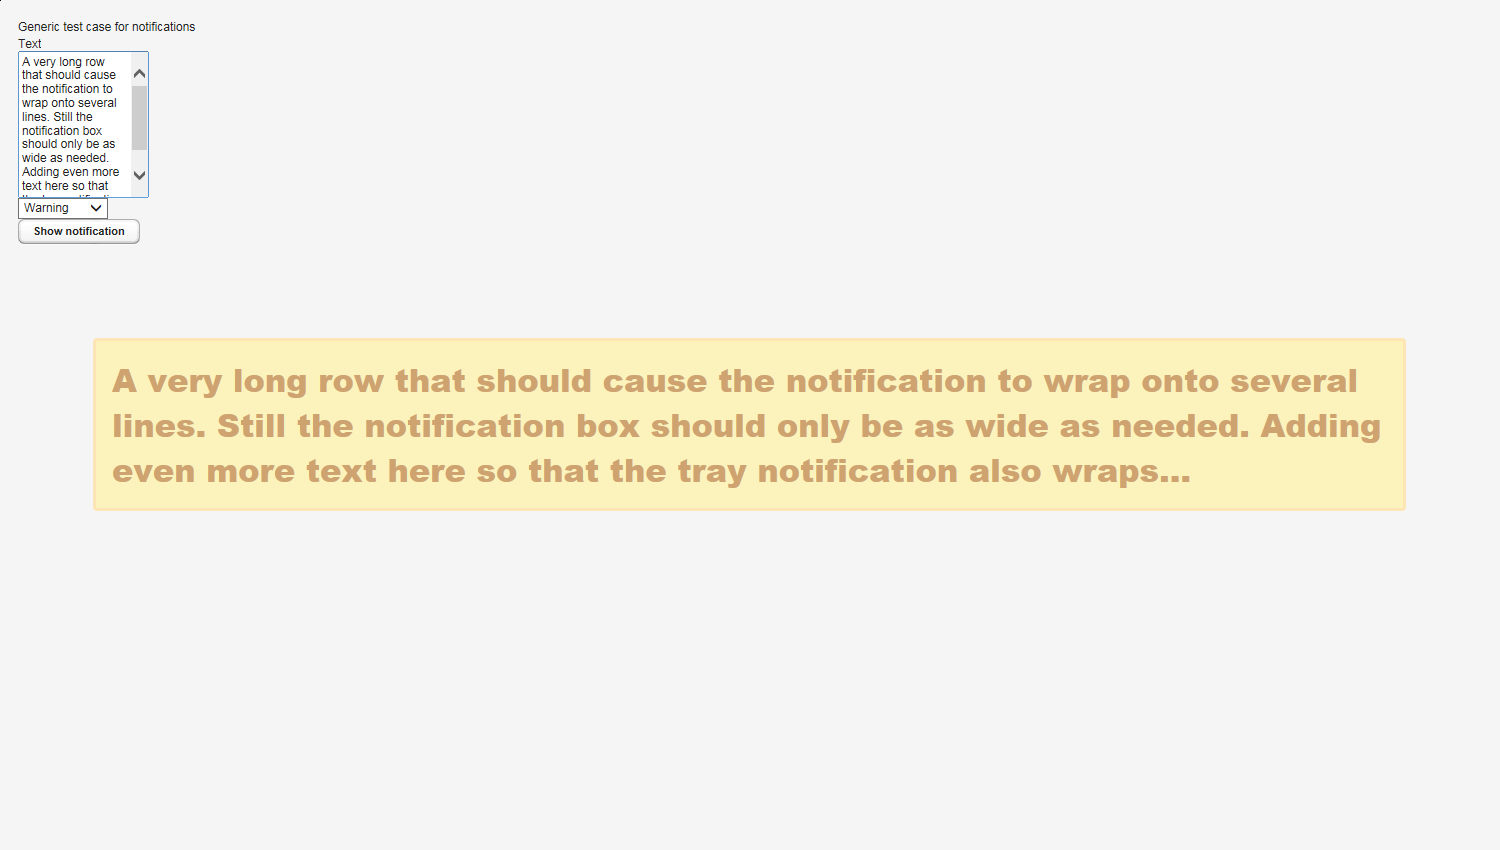 Generic test case for notifications
Text
A very long row
that should cause
the notification to
wrap onto several
lines. Still the
notification box
should only be as
wide as needed.
Adding even more
text here so that
Warning
Show notification
A very long row that should cause the notification to wrap onto several
lines. Still the notification box should only be as wide as needed. Adding
even more text here so that the tray notification also wraps...